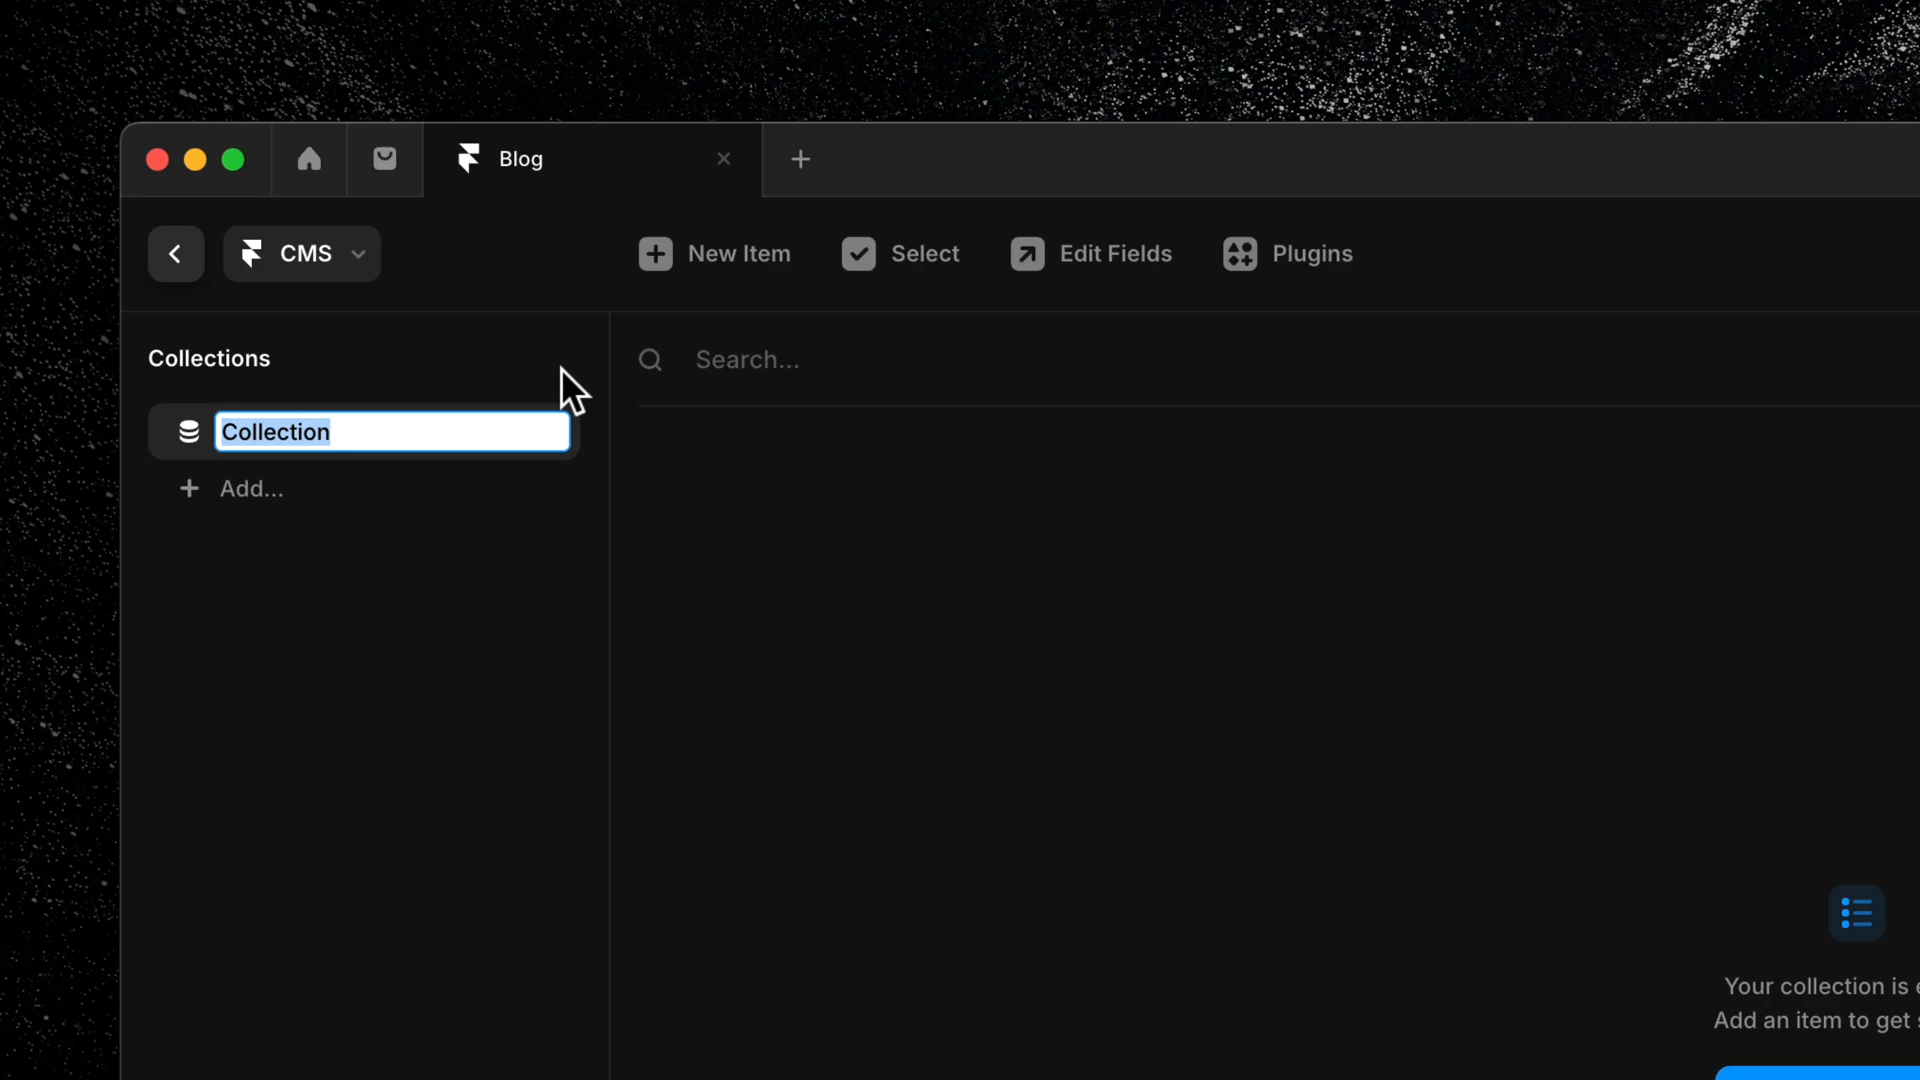 Blog
CMS
New Item
Select
Edit Fields
Plugins
Collections
Search...
Collection
Add...
Your collection is
Add an item to get